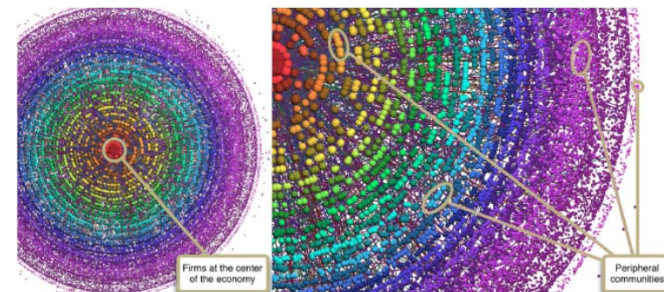 Firms at the center
of the economy
Peripheral
communities